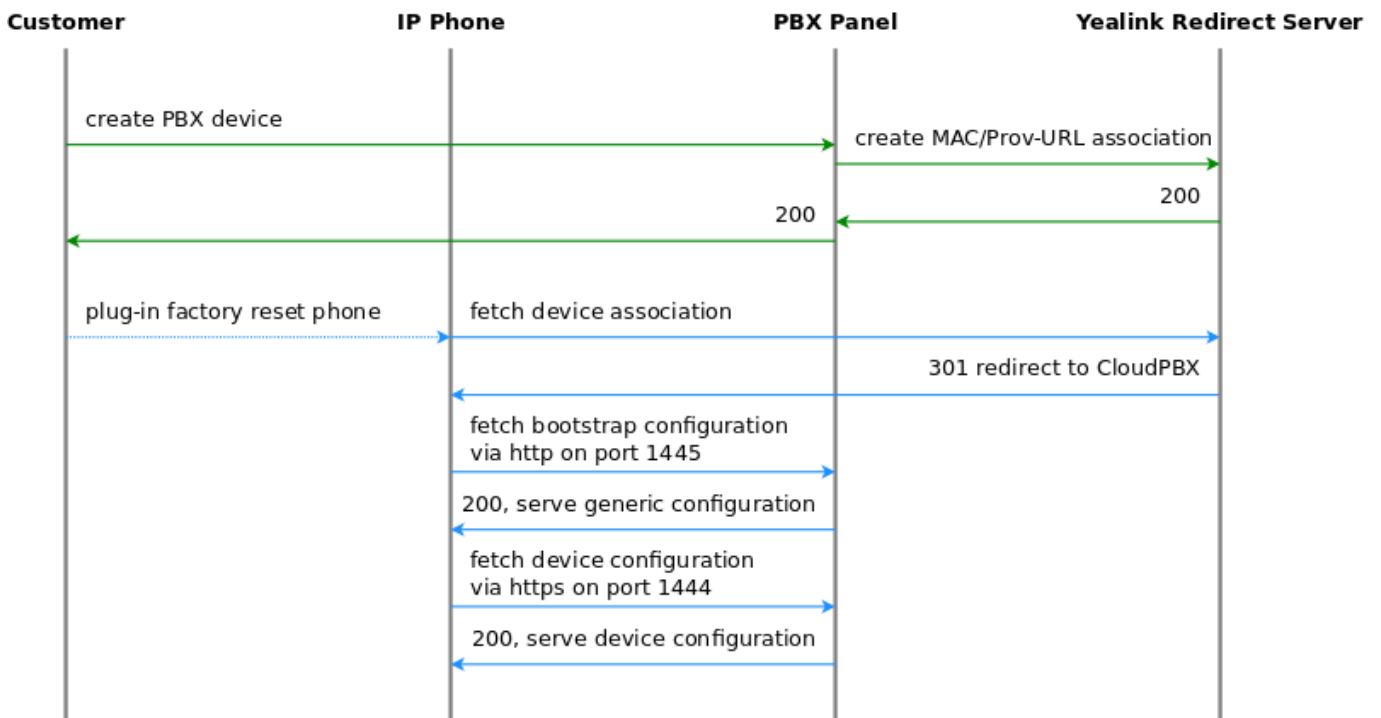 Customer
IP Phone
PBX Panel
Yealink Redirect Server
create PBX device
create MAC/Prov-URL association
200
200
plug-in factory reset phone
fetch device association
301 redirect to CloudPBX
fetch bootstrap configuration
via http on port 1445
200, serve generic configuration
fetch device configuration
via https on port 1444
200, serve device configuration